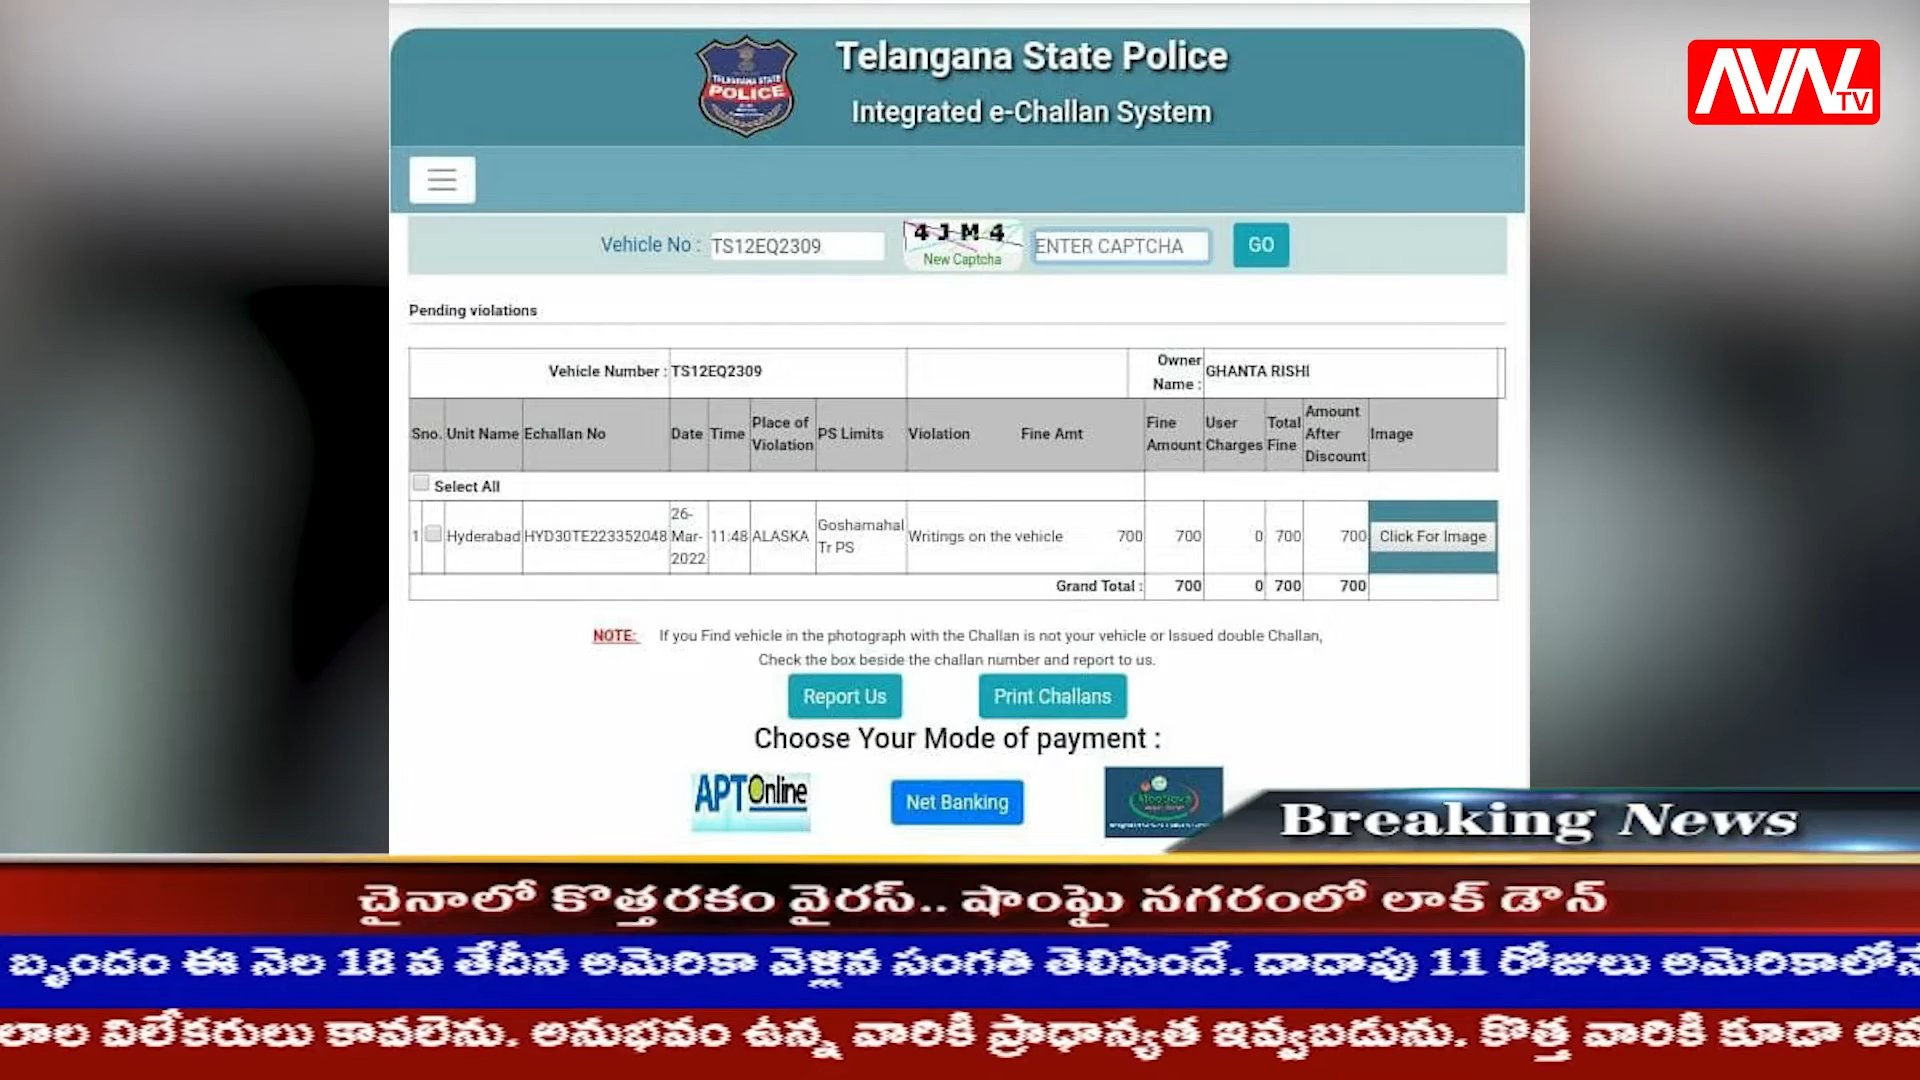 Telangana State Police
Integrated e-Challan System
AVN TV
POLICE
Vehicle No : TS12EQ2309 4 J M 4 New Captcha ENTER CAPTCHA GO
Pending violations
Vehicle Number : TS12EQ2309 Owner Name : GHANTA RISHI
Sno. Unit Name Echallan No Date Time Place of Violation PS Limits Violation Fine Amt Fine Amount User Charges Total Fine Amount After Discount Image
Select All
1 Hyderabad HYD30TE223352048 26-Mar-2022 11:48 ALASKA Goshamahal Tr PS Writings on the vehicle 700 700 0 700 700 Click For Image
Grand Total : 700 0 700 700
NOTE: If you Find vehicle in the photograph with the Challan is not your vehicle or Issued double Challan,
Check the box beside the challan number and report to us.
Report Us Print Challans
Choose Your Mode of payment :
APTOnline Net Banking MeeSeva
Breaking News
చైనాలో కొత్తరకం వైరస్.. షాంఘై నగరంలో లాక్ డౌన్
బృందం ఈ నెల 18 వ తేదీన అమెరికా వెళ్లిన సంగతి తెలిసిందే. దాదాపు 11 రోజులు అమెరికాలోనే
లాల విలేకరులు కావలెను. అనుభవం ఉన్న వారికి ప్రాధాన్యత ఇవ్వబడును. కొత్త వారికి కూడా అవ